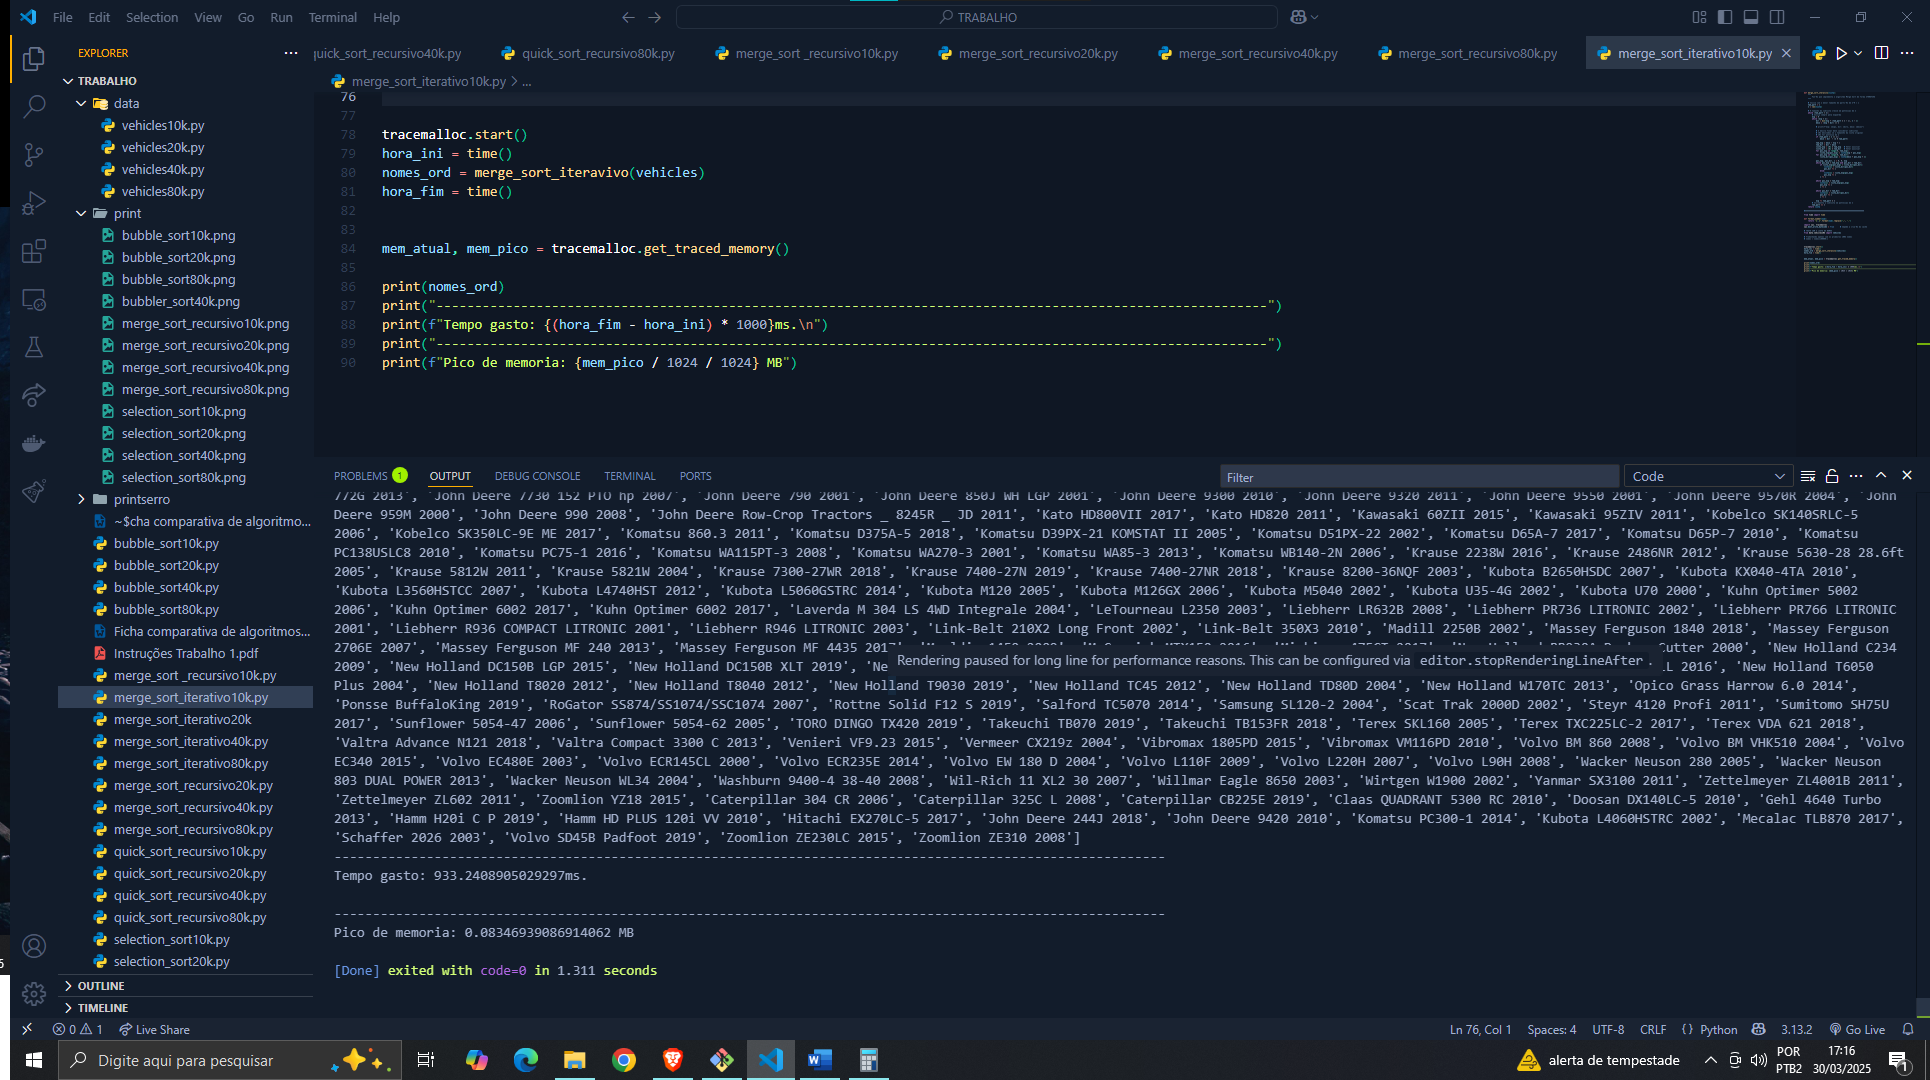 File Edit Selection View Go Run Terminal Help
TRABALHO
EXPLORER
TRABALHO
data
vehicles10k.py
vehicles20k.py
vehicles40k.py
vehicles80k.py
print
bubble_sort10k.png
bubble_sort20k.png
bubble_sort80k.png
bubbler_sort40k.png
merge_sort_recursivo10k.png
merge_sort_recursivo20k.png
merge_sort_recursivo40k.png
merge_sort_recursivo80k.png
selection_sort10k.png
selection_sort20k.png
selection_sort40k.png
selection_sort80k.png
printserro
~$cha comparativa de algoritmo...
bubble_sort10k.py
bubble_sort20k.py
bubble_sort40k.py
bubble_sort80k.py
Ficha comparativa de algoritmos...
Instruções Trabalho 1.pdf
merge_sort _recursivo10k.py
merge_sort_iterativo10k.py
merge_sort_iterativo20k
merge_sort_iterativo40k.py
merge_sort_iterativo80k.py
merge_sort_recursivo20k.py
merge_sort_recursivo40k.py
merge_sort_recursivo80k.py
quick_sort_recursivo10k.py
quick_sort_recursivo20k.py
quick_sort_recursivo40k.py
quick_sort_recursivo80k.py
selection_sort10k.py
selection_sort20k.py
OUTLINE
TIMELINE
quick_sort_recursivo40k.py quick_sort_recursivo80k.py merge_sort _recursivo10k.py merge_sort_recursivo20k.py merge_sort_recursivo40k.py merge_sort_recursivo80k.py merge_sort_iterativo10k.py
merge_sort_iterativo10k.py > ...
76
77
78 tracemalloc.start()
79 hora_ini = time()
80 nomes_ord = merge_sort_iteravivo(vehicles)
81 hora_fim = time()
82
83
84 mem_atual, mem_pico = tracemalloc.get_traced_memory()
85
86 print(nomes_ord)
87 print("------------------------------------------------------------------------------------------------------------")
88 print(f"Tempo gasto: {(hora_fim - hora_ini) * 1000}ms.\n")
89 print("------------------------------------------------------------------------------------------------------------")
90 print(f"Pico de memoria: {mem_pico / 1024 / 1024} MB")
PROBLEMS 1 OUTPUT DEBUG CONSOLE TERMINAL PORTS Filter Code
772G 2013', 'John Deere 7730 152 PTO hp 2007', 'John Deere 790 2001', 'John Deere 850J WH LGP 2001', 'John Deere 9300 2010', 'John Deere 9320 2011', 'John Deere 9550 2001', 'John Deere 9570R 2004', 'John
Deere 959M 2000', 'John Deere 990 2008', 'John Deere Row-Crop Tractors _ 8245R _ JD 2011', 'Kato HD800VII 2017', 'Kato HD820 2011', 'Kawasaki 60ZII 2015', 'Kawasaki 95ZIV 2011', 'Kobelco SK140SRLC-5
2006', 'Kobelco SK350LC-9E ME 2017', 'Komatsu 860.3 2011', 'Komatsu D375A-5 2018', 'Komatsu D39PX-21 KOMSTAT II 2005', 'Komatsu D51PX-22 2002', 'Komatsu D65A-7 2017', 'Komatsu D65P-7 2010', 'Komatsu
PC138USLC8 2010', 'Komatsu PC75-1 2016', 'Komatsu WA115PT-3 2008', 'Komatsu WA270-3 2001', 'Komatsu WA85-3 2013', 'Komatsu WB140-2N 2006', 'Krause 2238W 2016', 'Krause 2486NR 2012', 'Krause 5630-28 28.6ft
2005', 'Krause 5812W 2011', 'Krause 5821W 2004', 'Krause 7300-27WR 2018', 'Krause 7400-27N 2019', 'Krause 7400-27NR 2018', 'Krause 8200-36NQF 2003', 'Kubota B2650HSDC 2007', 'Kubota KX040-4TA 2010',
'Kubota L3560HSTCC 2007', 'Kubota L4740HST 2012', 'Kubota L5060GSTRC 2014', 'Kubota M120 2005', 'Kubota M126GX 2006', 'Kubota M5040 2002', 'Kubota U35-4G 2002', 'Kubota U70 2000', 'Kuhn Optimer 5002
2006', 'Kuhn Optimer 6002 2017', 'Kuhn Optimer 6002 2017', 'Laverda M 304 LS 4WD Integrale 2004', 'LeTourneau L2350 2003', 'Liebherr LR632B 2008', 'Liebherr PR736 LITRONIC 2002', 'Liebherr PR766 LITRONIC
2001', 'Liebherr R936 COMPACT LITRONIC 2001', 'Liebherr R946 LITRONIC 2003', 'Link-Belt 210X2 Long Front 2002', 'Link-Belt 350X3 2010', 'Madill 2250B 2002', 'Massey Ferguson 1840 2018', 'Massey Ferguson
2706E 2007', 'Massey Ferguson MF 240 2013', 'Massey Ferguson MF 4435 2017 Cutter 2000', 'New Holland C234
2009', 'New Holland DC150B LGP 2015', 'New Holland DC150B XLT 2019', 'Ne L 2016', 'New Holland T6050
Rendering paused for long line for performance reasons. This can be configured via editor.stopRenderingLineAfter.
Plus 2004', 'New Holland T8020 2012', 'New Holland T8040 2012', 'New Holland T9030 2019', 'New Holland TC45 2012', 'New Holland TD80D 2004', 'New Holland W170TC 2013', 'Opico Grass Harrow 6.0 2014',
'Ponsse BuffaloKing 2019', 'RoGator SS874/SS1074/SSC1074 2007', 'Rottne Solid F12 S 2019', 'Salford TC5070 2014', 'Samsung SL120-2 2004', 'Scat Trak 2000D 2002', 'Steyr 4120 Profi 2011', 'Sumitomo SH75U
2017', 'Sunflower 5054-47 2006', 'Sunflower 5054-62 2005', 'TORO DINGO TX420 2019', 'Takeuchi TB070 2019', 'Takeuchi TB153FR 2018', 'Terex SKL160 2005', 'Terex TXC225LC-2 2017', 'Terex VDA 621 2018',
'Valtra Advance N121 2018', 'Valtra Compact 3300 C 2013', 'Venieri VF9.23 2015', 'Vermeer CX219z 2004', 'Vibromax 1805PD 2015', 'Vibromax VM116PD 2010', 'Volvo BM 860 2008', 'Volvo BM VHK510 2004', 'Volvo
EC340 2015', 'Volvo EC480E 2003', 'Volvo ECR145CL 2000', 'Volvo ECR235E 2014', 'Volvo EW 180 D 2004', 'Volvo L110F 2009', 'Volvo L220H 2007', 'Volvo L90H 2008', 'Wacker Neuson 280 2005', 'Wacker Neuson
803 DUAL POWER 2013', 'Wacker Neuson WL34 2004', 'Washburn 9400-4 38-40 2008', 'Wil-Rich 11 XL2 30 2007', 'Willmar Eagle 8650 2003', 'Wirtgen W1900 2002', 'Yanmar SX3100 2011', 'Zettelmeyer ZL4001B 2011',
'Zettelmeyer ZL602 2011', 'Zoomlion YZ18 2015', 'Caterpillar 304 CR 2006', 'Caterpillar 325C L 2008', 'Caterpillar CB225E 2019', 'Claas QUADRANT 5300 RC 2010', 'Doosan DX140LC-5 2010', 'Gehl 4640 Turbo
2013', 'Hamm H20i C P 2019', 'Hamm HD PLUS 120i VV 2010', 'Hitachi EX270LC-5 2017', 'John Deere 244J 2018', 'John Deere 9420 2010', 'Komatsu PC300-1 2014', 'Kubota L4060HSTRC 2002', 'Mecalac TLB870 2017',
'Schaffer 2026 2003', 'Volvo SD45B Padfoot 2019', 'Zoomlion ZE230LC 2015', 'Zoomlion ZE310 2008']
------------------------------------------------------------------------------------------------------------
Tempo gasto: 933.2408905029297ms.
------------------------------------------------------------------------------------------------------------
Pico de memoria: 0.08346939086914062 MB
[Done] exited with code=0 in 1.311 seconds
0 1 Live Share Ln 76, Col 1 Spaces: 4 UTF-8 CRLF {} Python 3.13.2 Go Live
Digite aqui para pesquisar
alerta de tempestade
POR
PTB2
17:16
30/03/2025
1